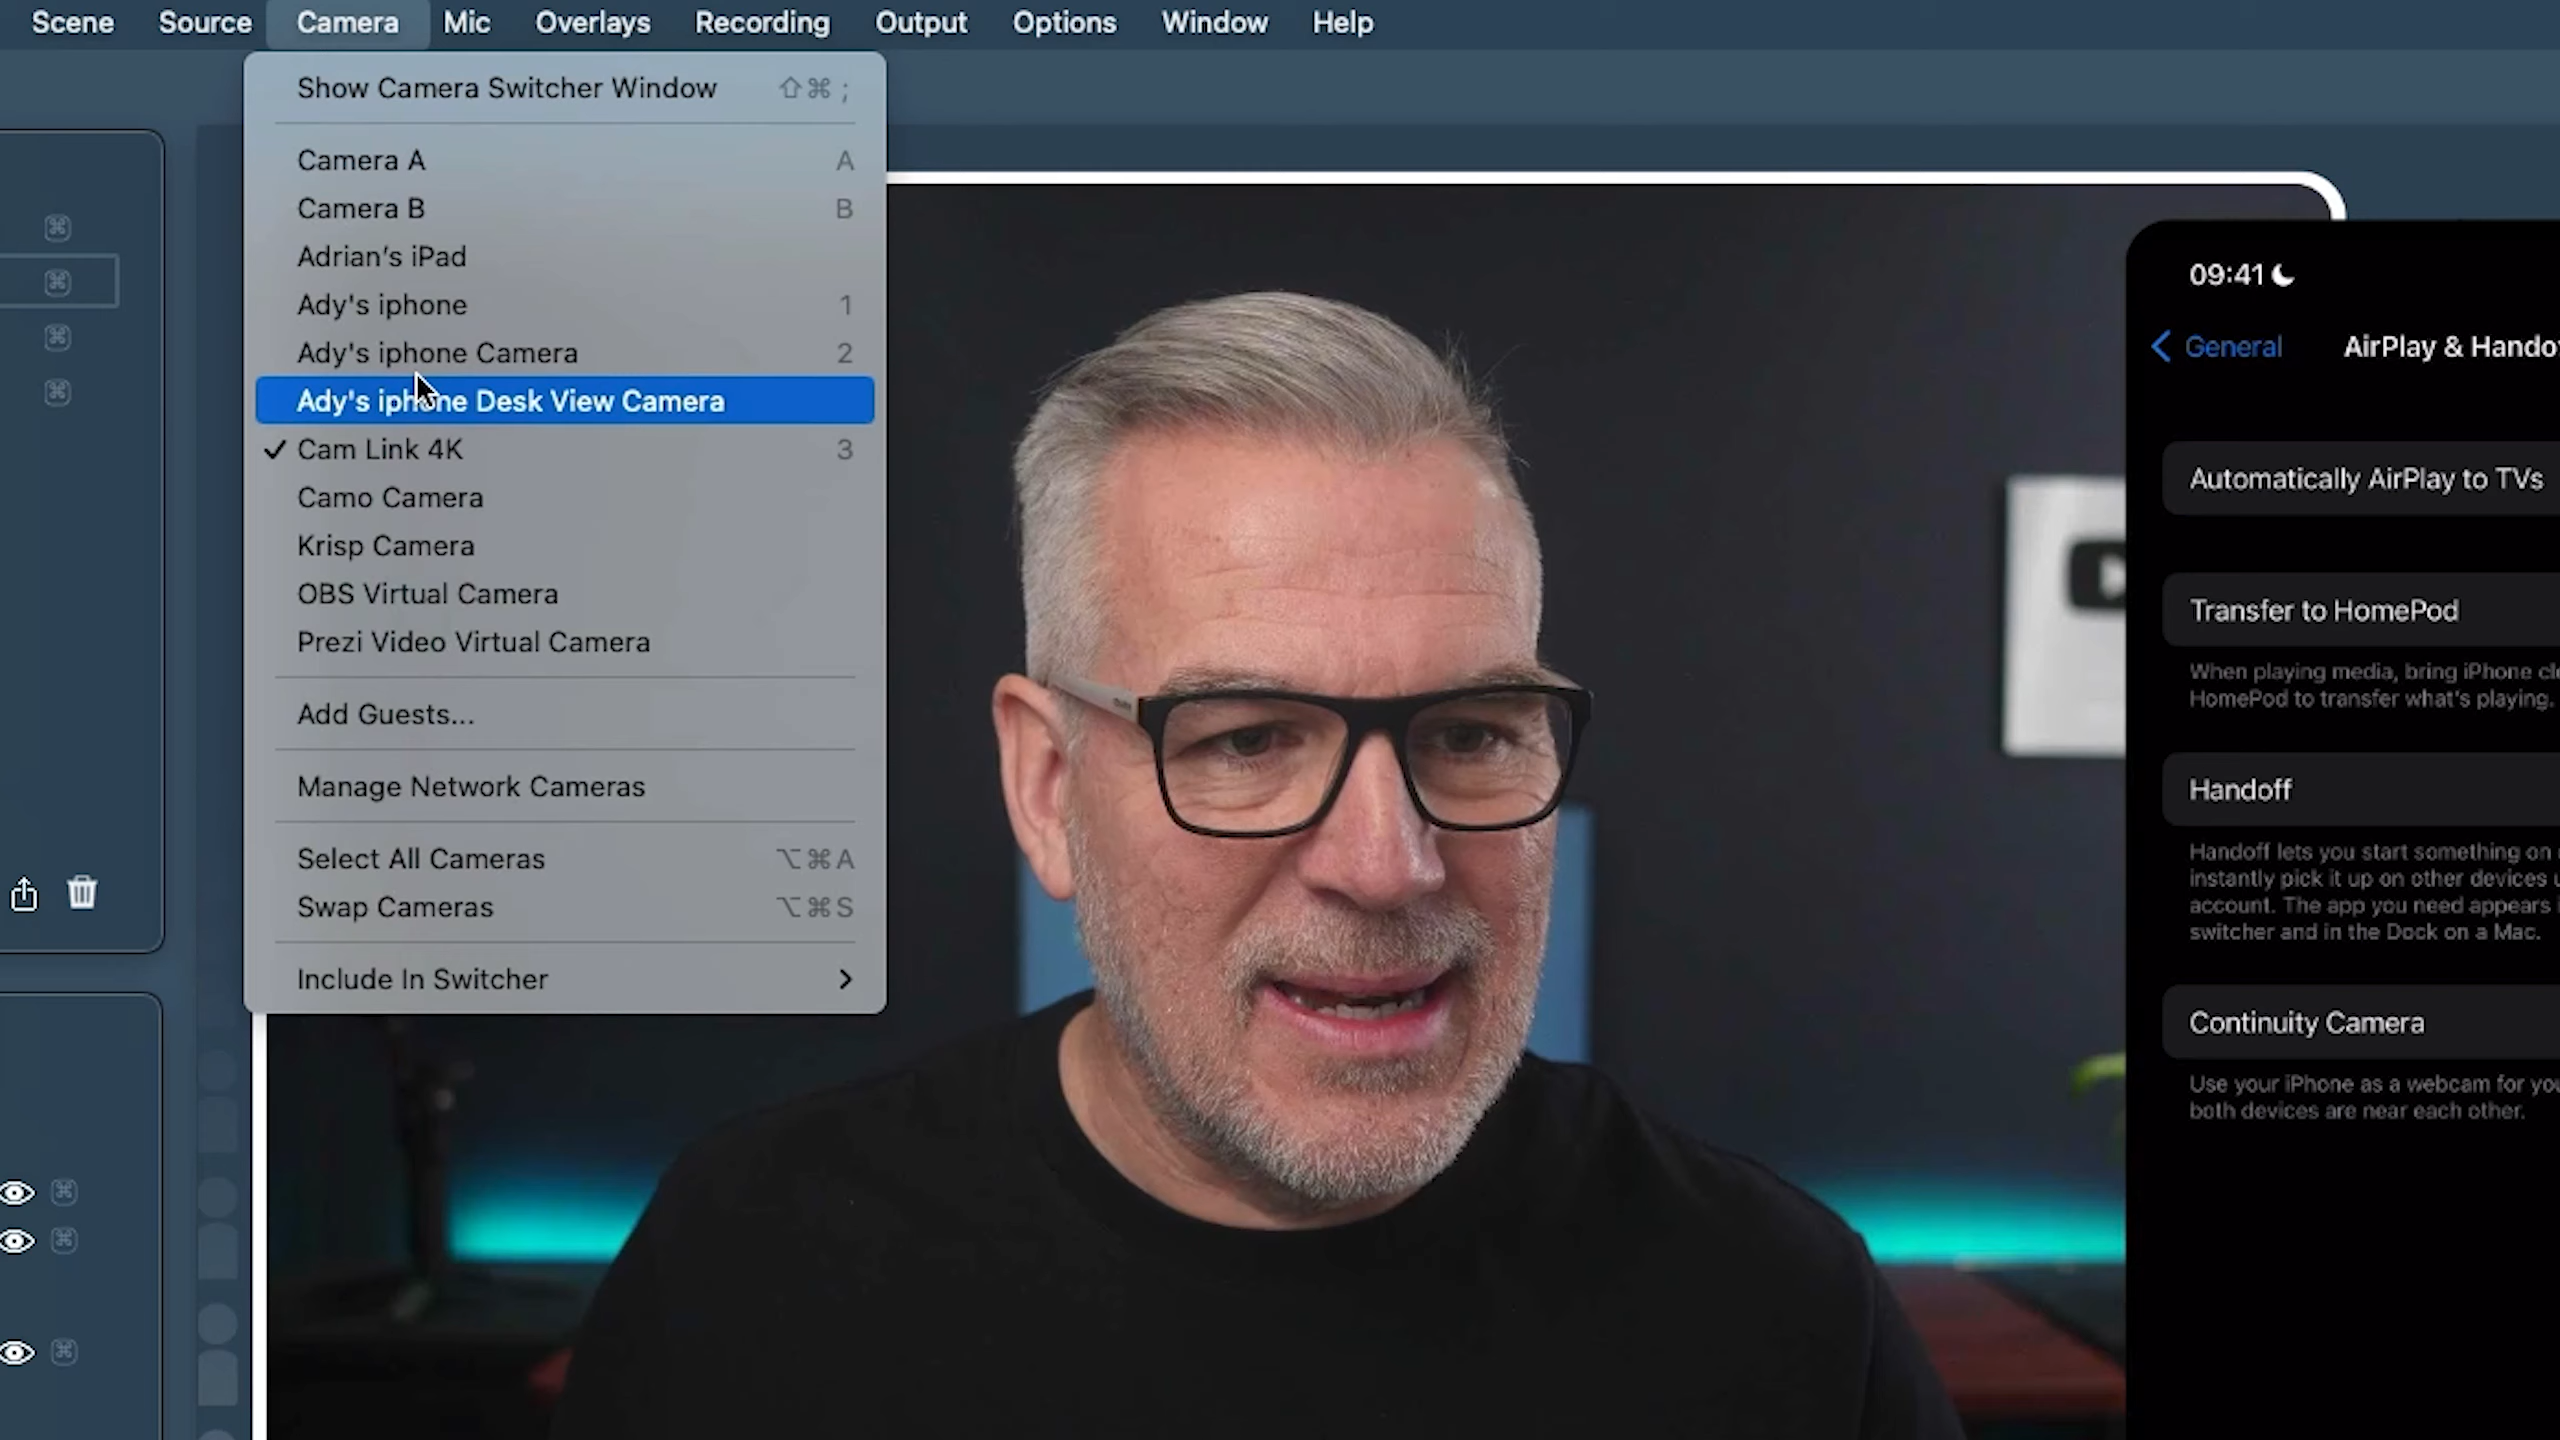 Scene Source Camera Mic Overlays Recording Output Options Window Help
Show Camera Switcher Window ⇧⌘ ;
Camera A A
Camera B B
Adrian’s iPad
Ady's iphone 1
Ady's iphone Camera 2
Ady's iphone Desk View Camera
✓ Cam Link 4K 3
Camo Camera
Krisp Camera
OBS Virtual Camera
Prezi Video Virtual Camera
Add Guests...
Manage Network Cameras
Select All Cameras ⌥⌘A
Swap Cameras ⌥⌘S
Include In Switcher
09:41
General AirPlay &
Automatically AirPlay to TVs
Transfer to HomePod
When playing media, bring iPhone
HomePod to transfer what's playing.
Handoff
Handoff lets you start something on
instantly pick it up on other devices
account. The app you need appears
switcher and in the Dock on a Mac.
Continuity Camera
Use your iPhone as a webcam for
both devices are near each other.